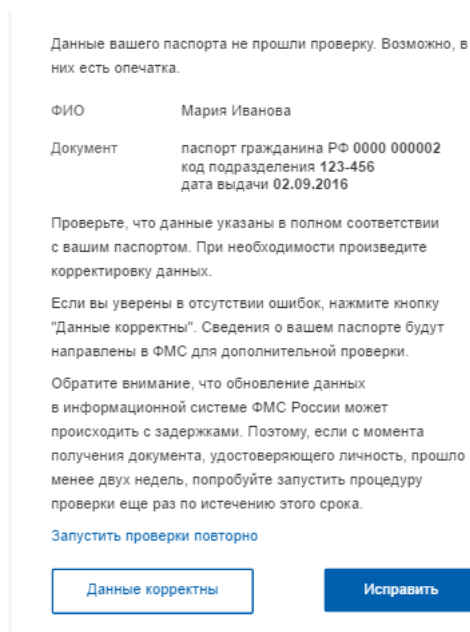 Данные вашего паспорта не прошли проверку. Возможно, в
них есть опечатка.
ФИО Мария Иванова
Документ паспорт гражданина РФ 0000 000002
код подразделения 123-456
дата выдачи 02.09.2016
Проверьте, что данные указаны в полном соответствии
с вашим паспортом. При необходимости произведите
корректировку данных.
Если вы уверены в отсутствии ошибок, нажмите кнопку
"Данные корректны". Сведения о вашем паспорте будут
направлены в ФМС для дополнительной проверки.
Обратите внимание, что обновление данных
в информационной системе ФМС России может
происходить с задержками. Поэтому, если с момента
получения документа, удостоверяющего личность, прошло
менее двух недель, попробуйте запустить процедуру
проверки еще раз по истечению этого срока.
Запустить проверки повторно
Данные корректны Исправить